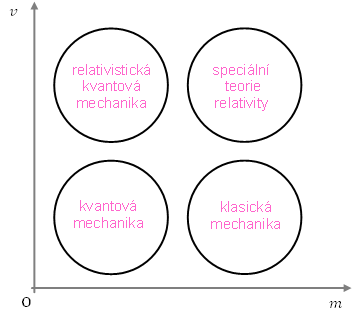 v
relativistická
kvantová
mechanika
speciální
teorie
relativity
kvantová
mechanika
klasická
mechanika
O
m